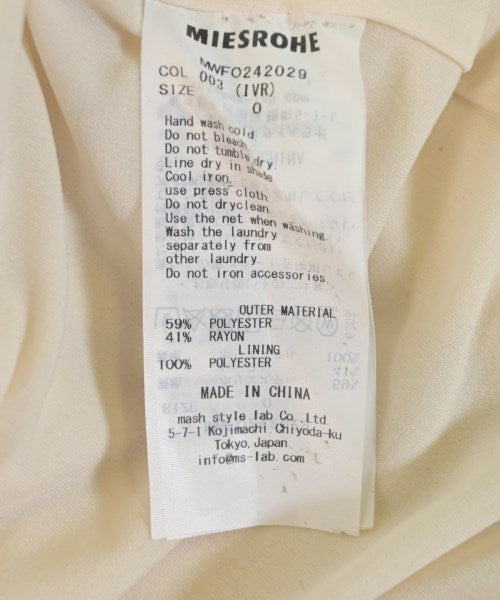 MIESROHE
MWFO242029
COL 003 (IVR)
SIZE 0
Hand wash cold
Do not bleach.
Do not tumble dry.
Line dry in shade
Cool iron.
use press cloth.
Do not dryclean.
Use the net when washing.
Wash the laundry
separately from
other laundry.
Do not iron accessories
OUTER MATERIAL
59% POLYESTER
41% RAYON
LINING
100% POLYESTER
MADE IN CHINA
mash style lab Co.,Ltd
5-7-1 Kojimachi Chiyoda-ku
Tokyo,Japan
info@ms-lab.com